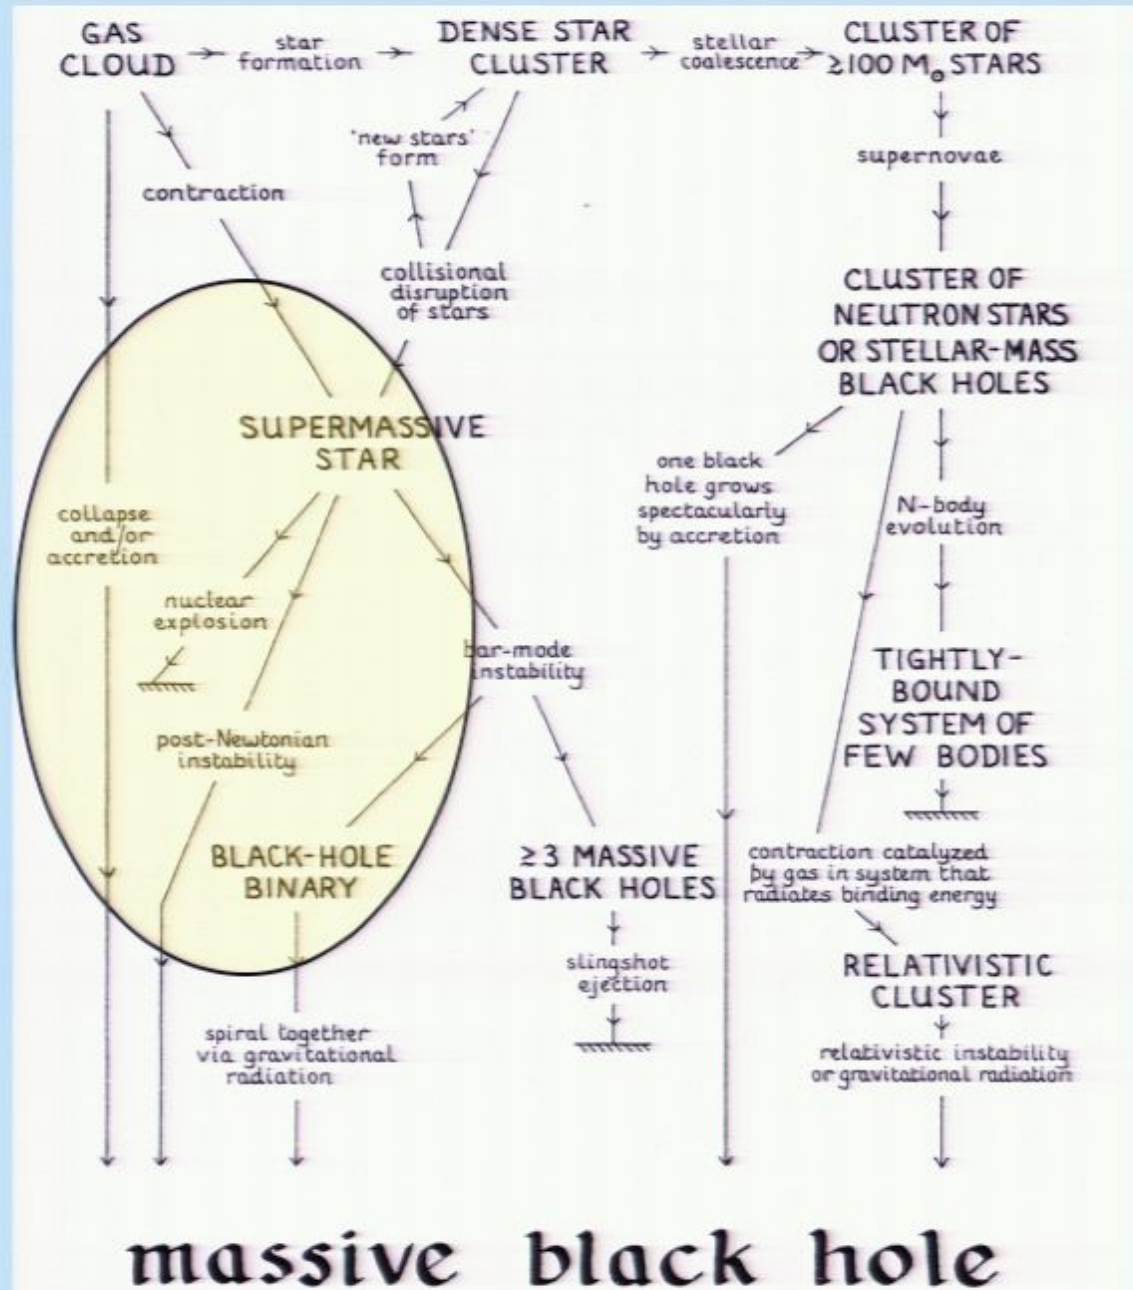 GAS
CLOUD
star
formation
DENSE STAR
CLUSTER
stellar
coalescence
CLUSTER OF
≥100 M⊙ STARS
'new stars'
form
supernovae
contraction
collisional
disruption
of stars
CLUSTER OF
NEUTRON STARS
OR STELLAR-MASS
BLACK HOLES
SUPERMASSIVE
STAR
one black
hole grows
spectacularly
by accretion
N-body
evolution
collapse
and/or
accretion
nuclear
explosion
bar-mode
instability
TIGHTLY-
BOUND
SYSTEM OF
FEW BODIES
post-Newtonian
instability
BLACK-HOLE
BINARY
≥3 MASSIVE
BLACK HOLES
contraction catalyzed
by gas in system that
radiates binding energy
slingshot
ejection
RELATIVISTIC
CLUSTER
spiral together
via gravitational
radiation
relativistic instability
or gravitational radiation
massive black hole